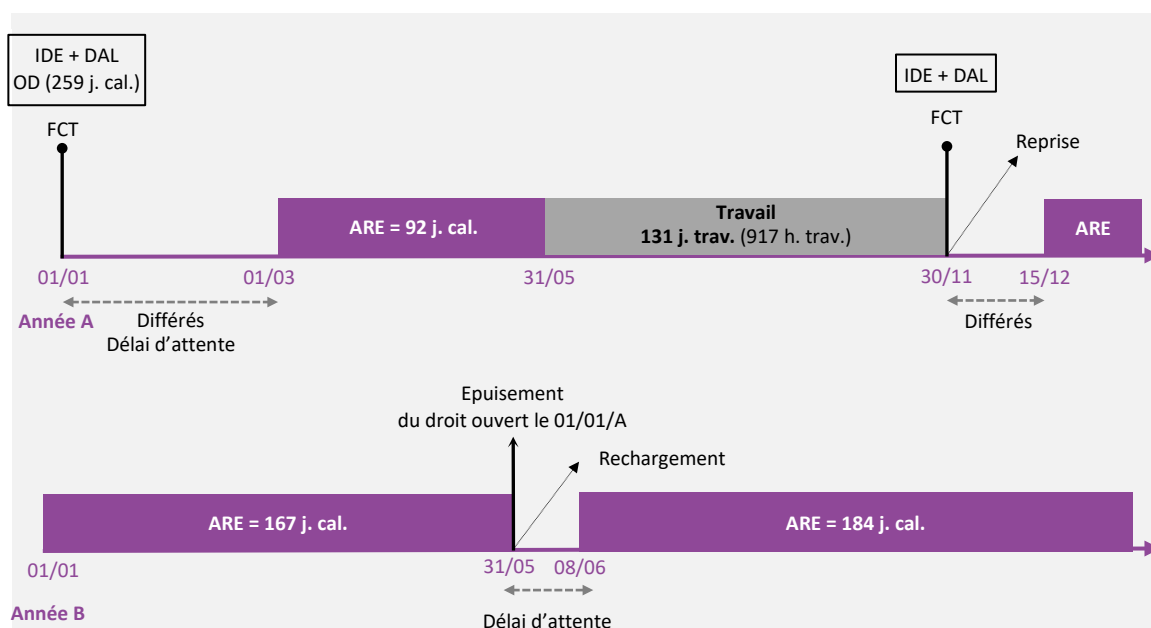 IDE + DAL
OD (259 j. cal.)
IDE + DAL
FCT
FCT
Reprise
ARE = 92 j. cal.
Travail
131 j. trav. (917 h. trav.)
ARE
01/01
01/03
31/05
30/11
15/12
Année A
Différés
Délai d'attente
Différés
Epuisement
du droit ouvert le 01/01/A
Rechargement
ARE = 167 j. cal.
ARE = 184 j. cal.
01/01
31/05
08/06
Année B
Délai d'attente